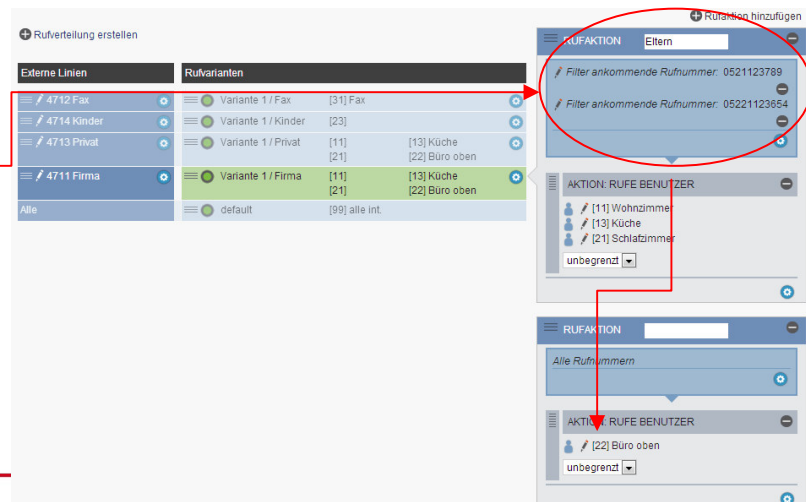 Rufaktion hinzufügen
Rufverteilung erstellen
Externe Linien Rufvarianten
4712 Fax Variante 1 / Fax [31] Fax
4714 Kinder Variante 1 / Kinder [23]
4713 Privat Variante 1 / Privat [11] [13] Küche
[21] [22] Büro oben
4711 Firma Variante 1 / Firma [11] [13] Küche
[21] [22] Büro oben
Alle default [99] alle int.
RUFAKTION Eltern
Filter ankommende Rufnummer: 0521123789
Filter ankommende Rufnummer: 05221123654
AKTION: RUFE BENUTZER
[11] Wohnzimmer
[13] Küche
[21] Schlafzimmer
unbegrenzt
RUFAKTION
Alle Rufnummern
AKTION: RUFE BENUTZER
[22] Büro oben
unbegrenzt